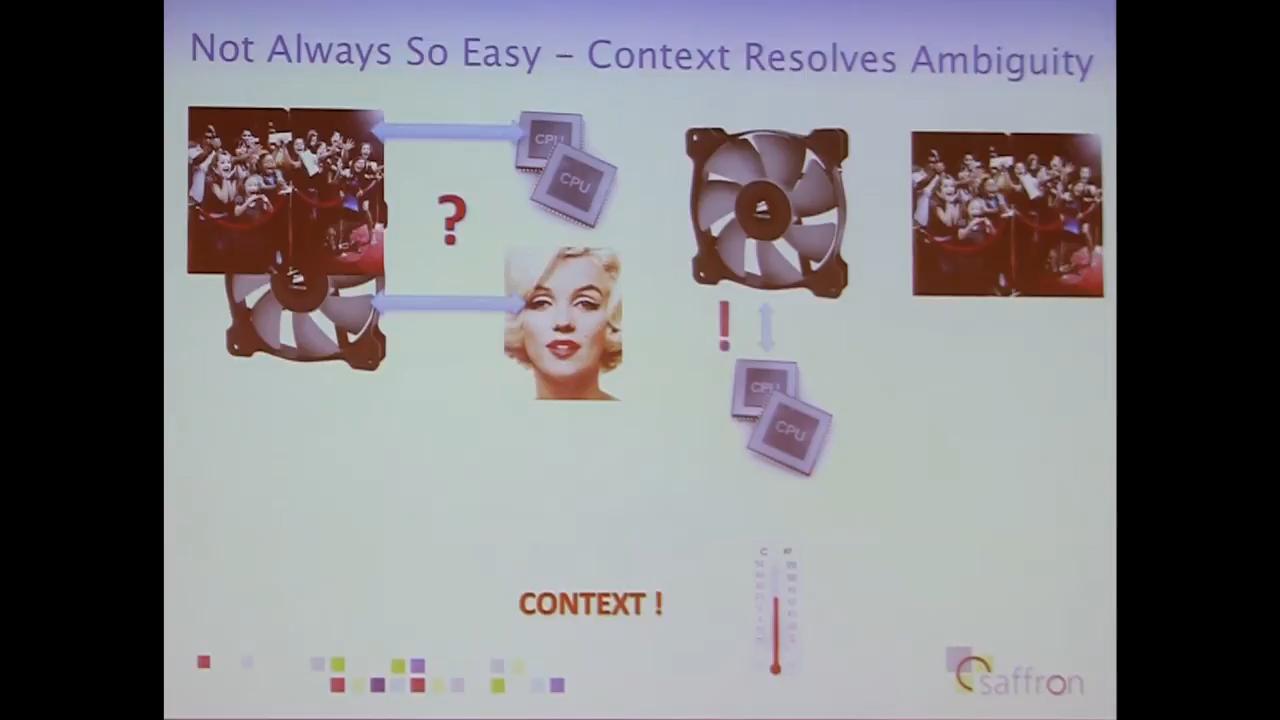 Not Always So Easy – Context Resolves Ambiguity
CPU
CPU
?
!
CPU
CPU
C
CONTEXT !
saffron